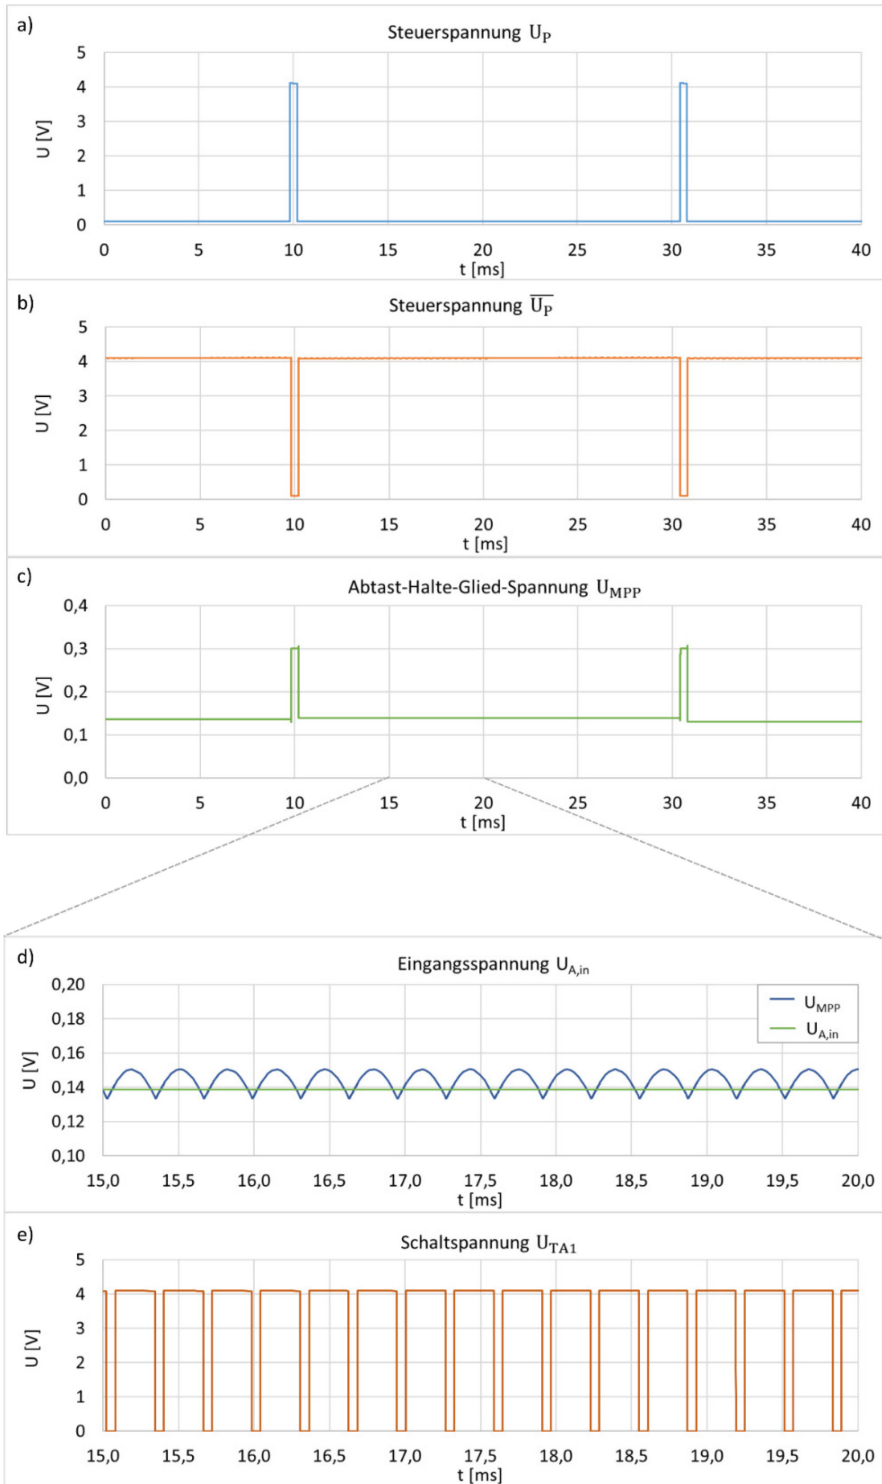 a)
Steuerspannung U_P
U [V]
5
4
3
2
1
0
0 5 10 15 20 25 30 35 40
t [ms]
b)
Steuerspannung \overline{U_P}
U [V]
5
4
3
2
1
0
0 5 10 15 20 25 30 35 40
t [ms]
c)
Abtast-Halte-Glied-Spannung U_MPP
U [V]
0,4
0,3
0,2
0,1
0,0
0 5 10 15 20 25 30 35 40
t [ms]
d)
Eingangsspannung U_A,in
U [V]
0,20
0,18
0,16
0,14
0,12
0,10
U_MPP
U_A,in
15,0 15,5 16,0 16,5 17,0 17,5 18,0 18,5 19,0 19,5 20,0
t [ms]
e)
Schaltspannung U_TA1
U [V]
5
4
3
2
1
0
15,0 15,5 16,0 16,5 17,0 17,5 18,0 18,5 19,0 19,5 20,0
t [ms]